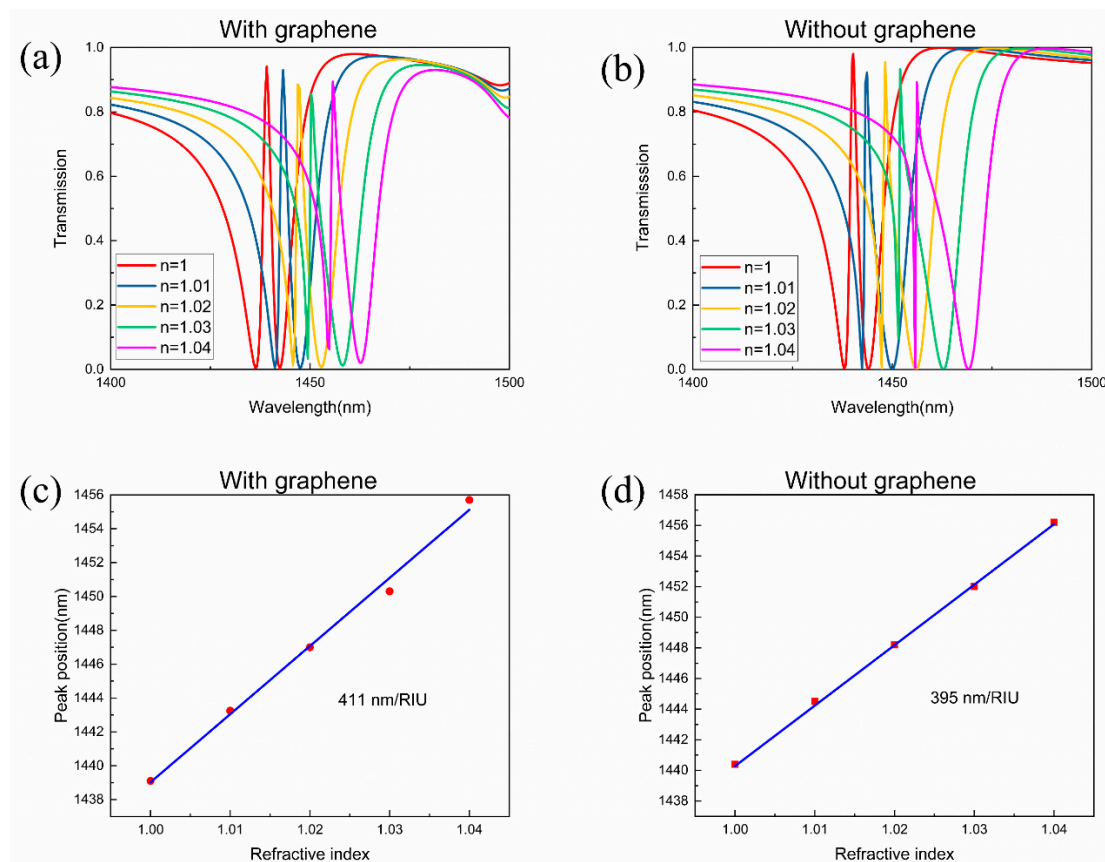 With graphene
(a)
Transmission
1.0
0.8
0.6
0.4
0.2
0.0
n=1
n=1.01
n=1.02
n=1.03
n=1.04
1400
1450
1500
Wavelength(nm)
Without graphene
(b)
Transmisssion
1.0
0.8
0.6
0.4
0.2
0.0
n=1
n=1.01
n=1.02
n=1.03
n=1.04
1400
1450
1500
Wavelength(nm)
With graphene
(c)
Peak position(nm)
1456
1454
1452
1450
1448
1446
1444
1442
1440
1438
411 nm/RIU
1.00
1.01
1.02
1.03
1.04
Refractive index
Without graphene
(d)
Peak position(nm)
1458
1456
1454
1452
1450
1448
1446
1444
1442
1440
1438
395 nm/RIU
1.00
1.01
1.02
1.03
1.04
Refractive index